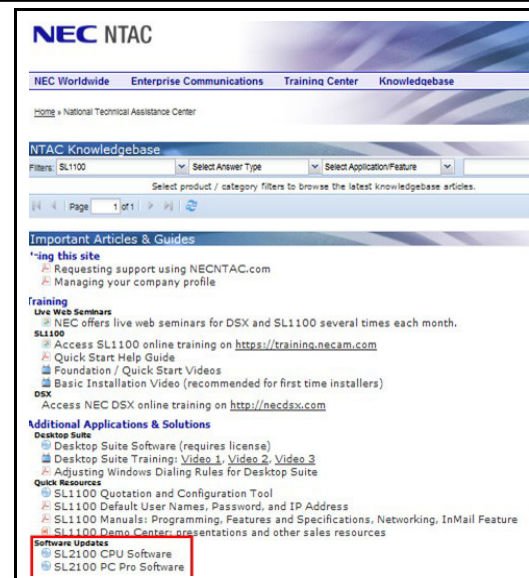 NEC NTAC
NEC Worldwide Enterprise Communications Training Center Knowledgebase
Home » National Technical Assistance Center
NTAC Knowledgebase
Filters: SL1100 Select Answer Type Select Application/Feature
Select product / category filters to browse the latest knowledgebase articles.
Page 1 of 1
Important Articles & Guides
ing this site
Requesting support using NECNTAC.com
Managing your company profile
Training
Live Web Seminars
NEC offers live web seminars for DSX and SL1100 several times each month.
SL1100
Access SL1100 online training on https://training.necam.com
Quick Start Help Guide
Foundation / Quick Start Videos
Basic Installation Video (recommended for first time installers)
DSX
Access NEC DSX online training on http://necdsx.com
Additional Applications & Solutions
Desktop Suite
Desktop Suite Software (requires license)
Desktop Suite Training: Video 1, Video 2, Video 3
Adjusting Windows Dialing Rules for Desktop Suite
Quick Resources
SL1100 Quotation and Configuration Tool
SL1100 Default User Names, Password, and IP Address
SL1100 Manuals: Programming, Features and Specifications, Networking, InMail Feature
SL1100 Demo Center: presentations and other sales resources
Software Updates
SL2100 CPU Software
SL2100 PC Pro Software